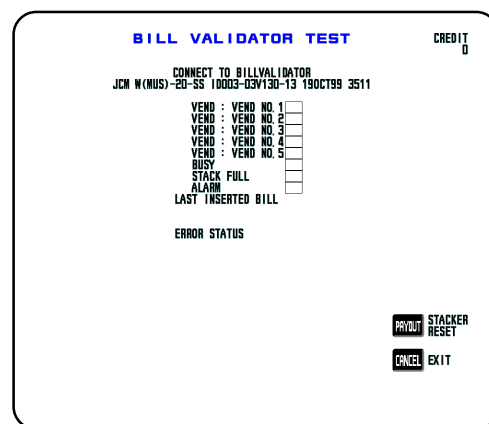 BILL VALIDATOR TEST
CREDIT
0
CONNECT TO BILLVALIDATOR
JCM W(MUS)-20-SS ID003-03V130-13 19OCT99 3511
VEND : VEND NO.1
VEND : VEND NO.2
VEND : VEND NO.3
VEND : VEND NO.4
VEND : VEND NO.5
BUSY
STACK FULL
ALARM
LAST INSERTED BILL
ERROR STATUS
PAYOUT STACKER RESET
CANCEL EXIT